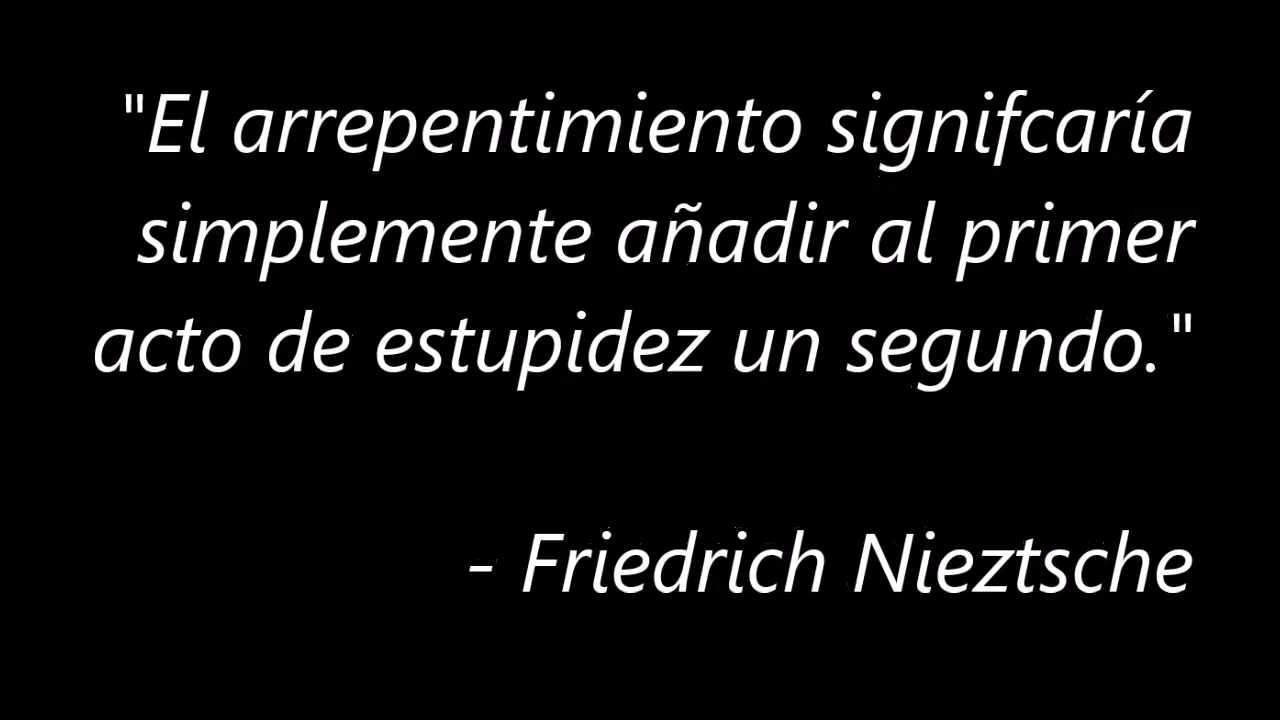 "El arrepentimiento signifcaría
simplemente añadir al primer
acto de estupidez un segundo."
- Friedrich Nieztsche